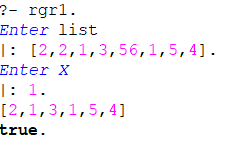 ?- rgr1.
Enter list
|: [2,2,1,3,56,1,5,4].
Enter X
|: 1.
[2,1,3,1,5,4]
true.